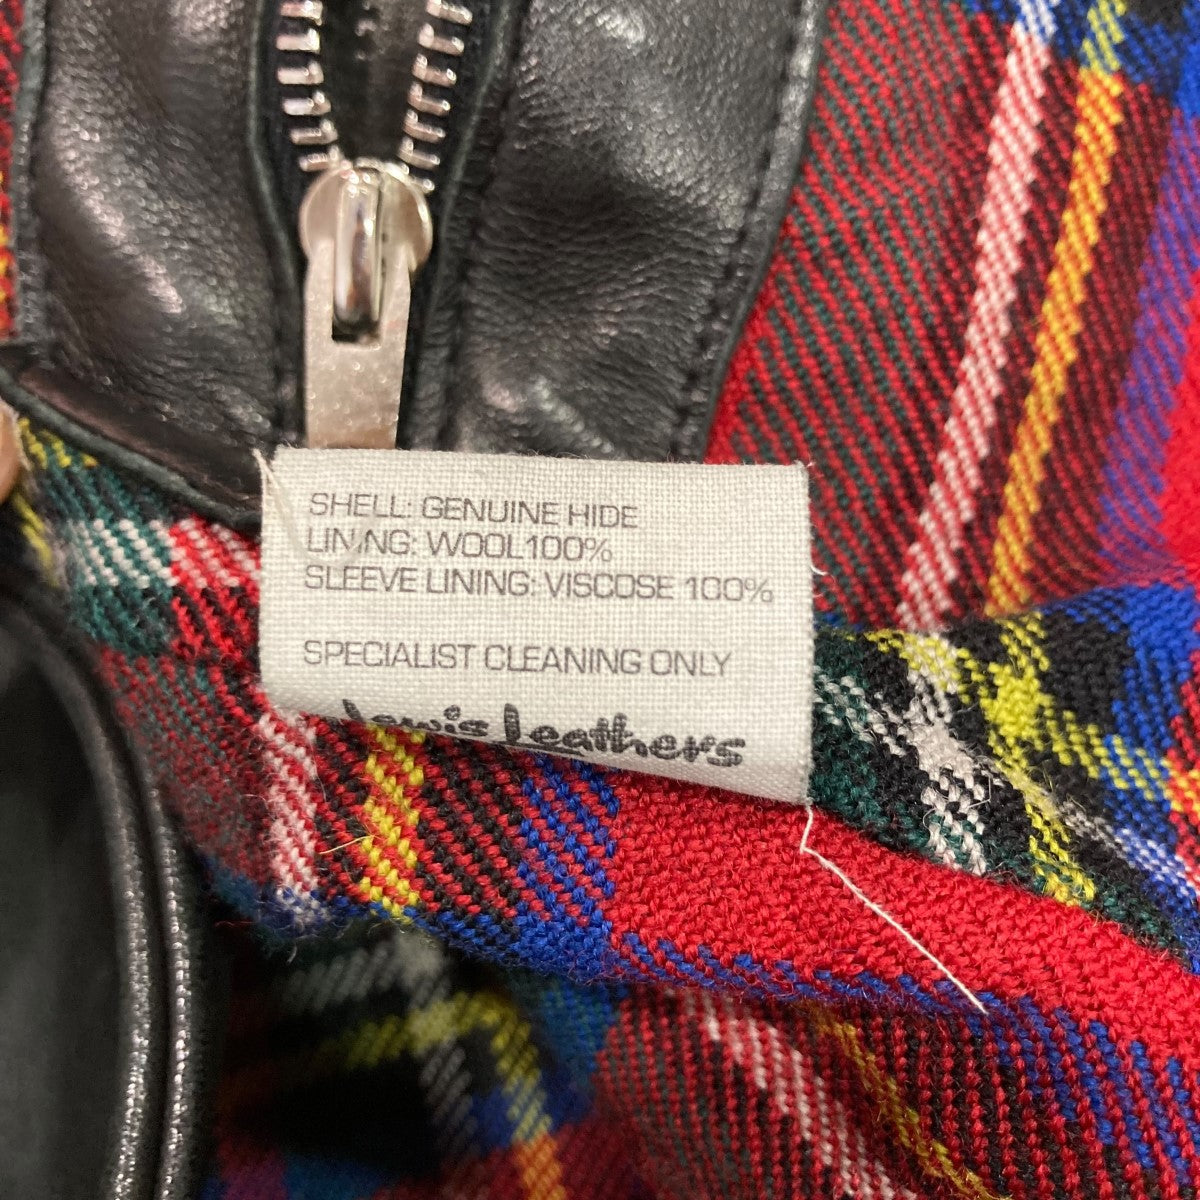 SHELL: GENUINE HIDE
LINING: WOOL100%
SLEEVE LINING: VISCOSE 100%
SPECIALIST CLEANING ONLY
Lewis Leathers